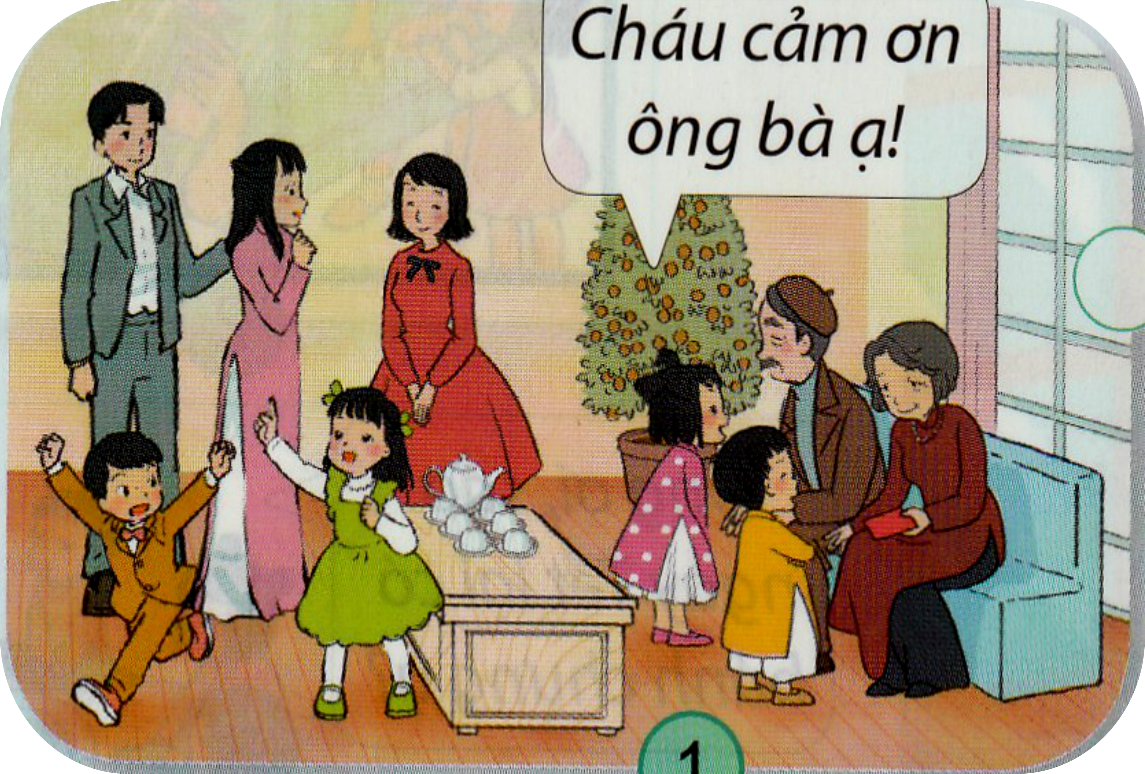 Cháu cảm ơn
ông bà ạ!
1